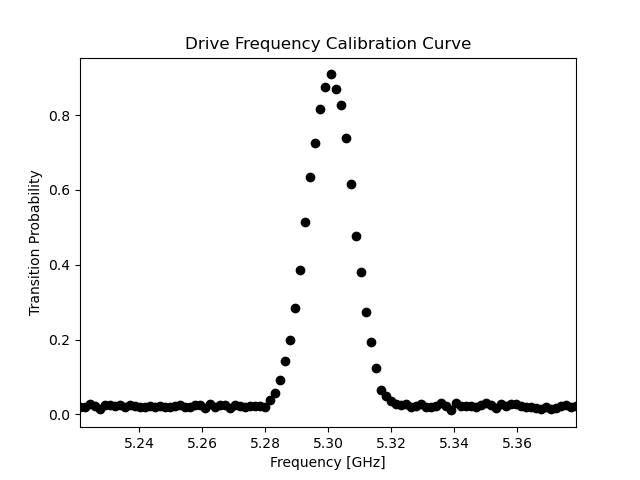 Drive Frequency Calibration Curve
Transition Probability
0.8
0.6
0.4
0.2
0.0
5.24 5.26 5.28 5.30 5.32 5.34 5.36
Frequency [GHz]